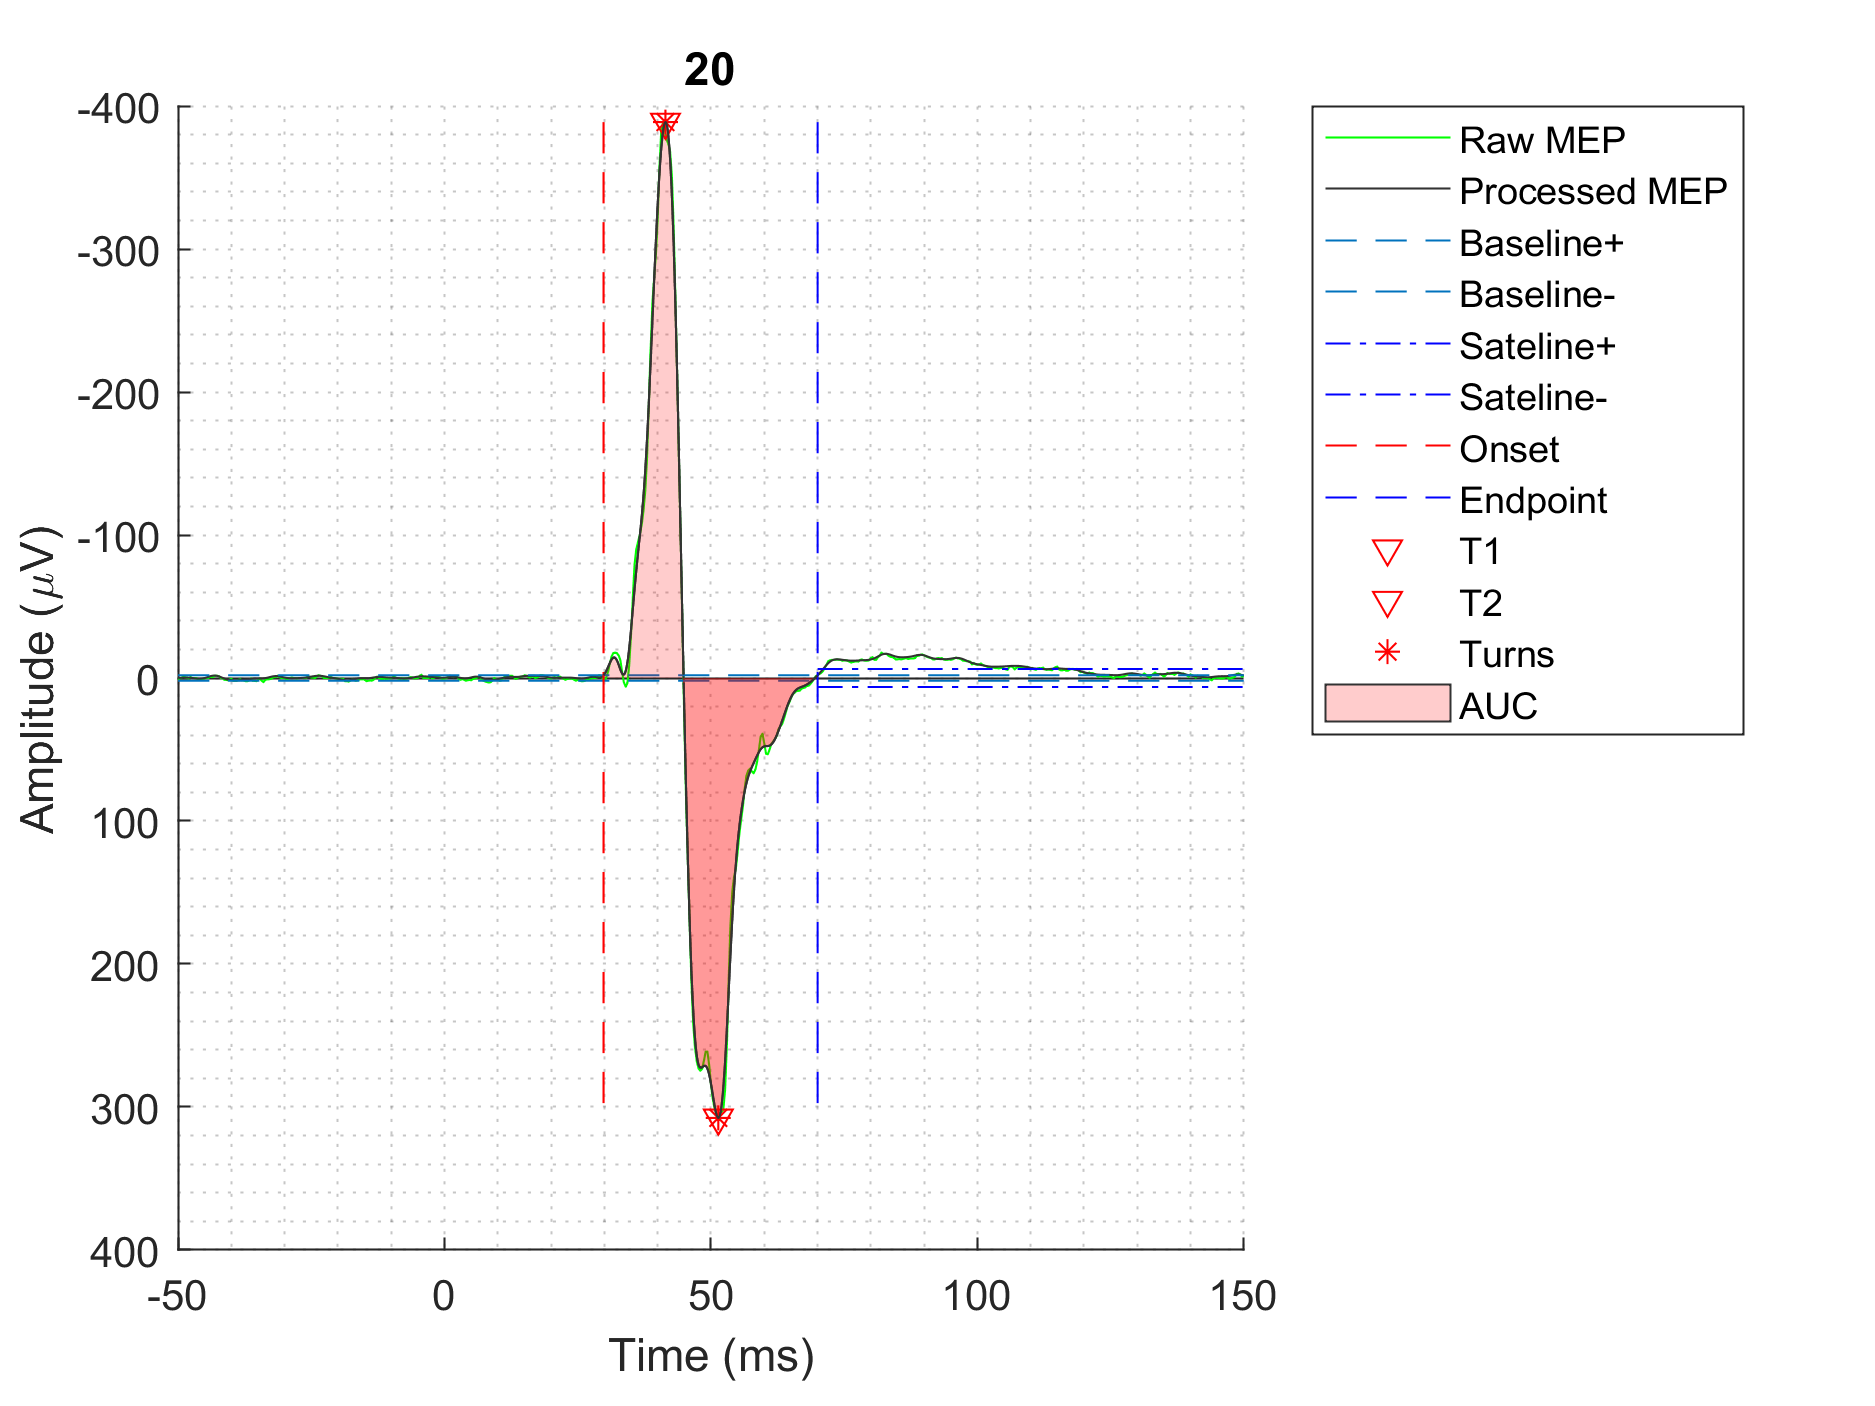 20
-400
-300
-200
-100
0
100
200
300
400
Amplitude (μV)
-50 0 50 100 150
Time (ms)
Raw MEP
Processed MEP
Baseline+
Baseline-
Sateline+
Sateline-
Onset
Endpoint
T1
T2
Turns
AUC